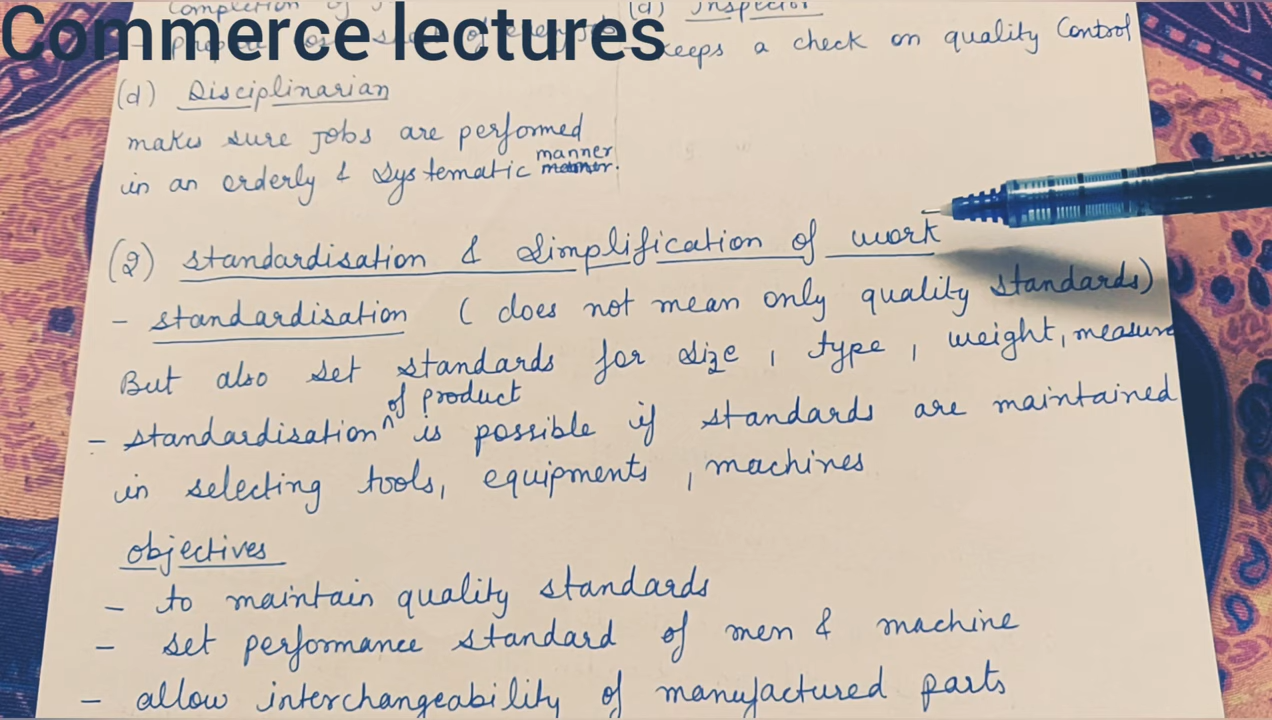 Commerce lectures
(d) Inspector
keeps a check on quality Control
(d) Disciplinarian
makes sure jobs are performed
in an orderly & systematic manner.
(2) standardisation & Simplification of work
- standardisation ( does not mean only quality standards)
But also set standards for size, type, weight, measure
- standardisation ^ of product is possible if standards are maintained
in selecting tools, equipments, machines
objectives
- to maintain quality standards
- set performance standard of men & machine
- allow interchangeability of manufactured parts